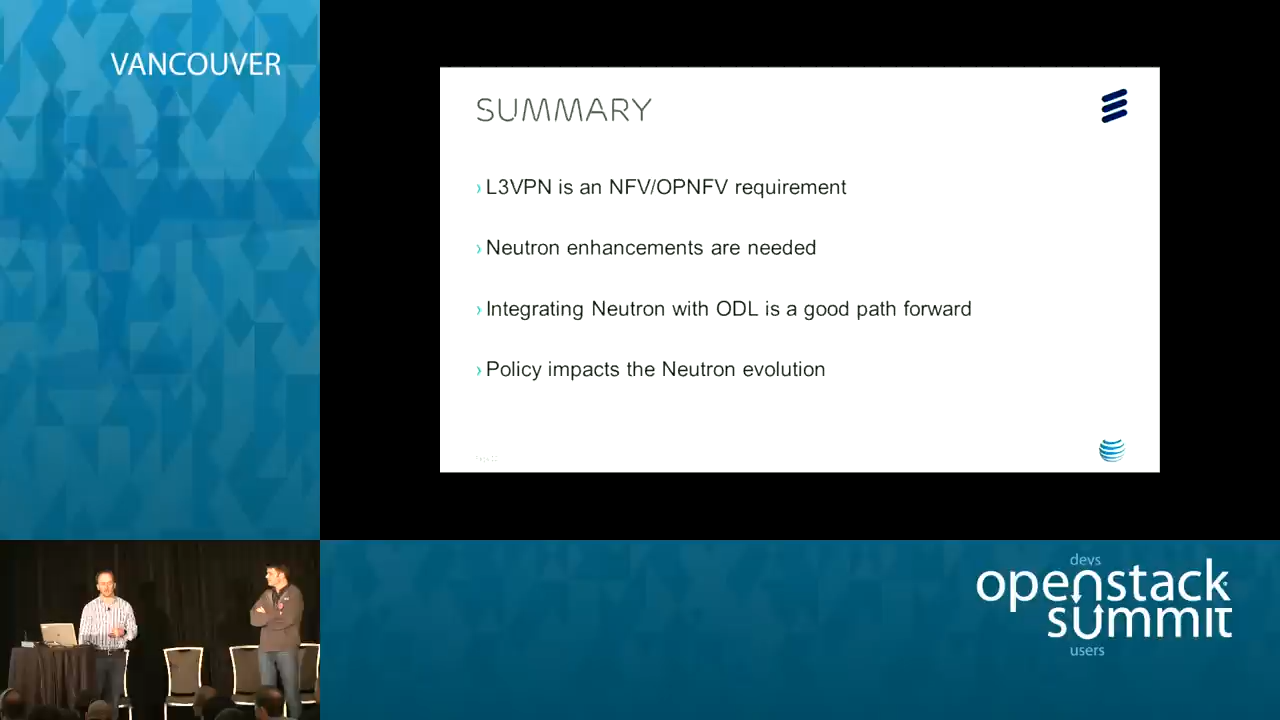 VANCOUVER
SUMMARY
› L3VPN is an NFV/OPNFV requirement
› Neutron enhancements are needed
› Integrating Neutron with ODL is a good path forward
› Policy impacts the Neutron evolution
devs
openstack
summit
users